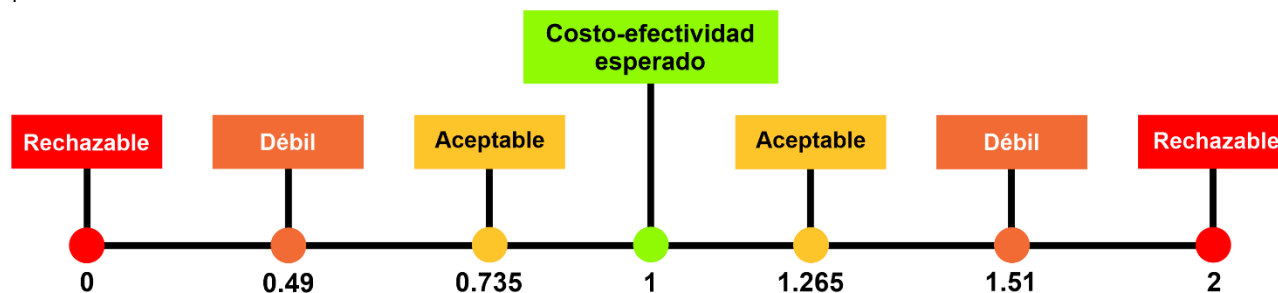 Costo-efectividad
esperado
Rechazable
Débil
Aceptable
Aceptable
Débil
Rechazable
0
0.49
0.735
1
1.265
1.51
2